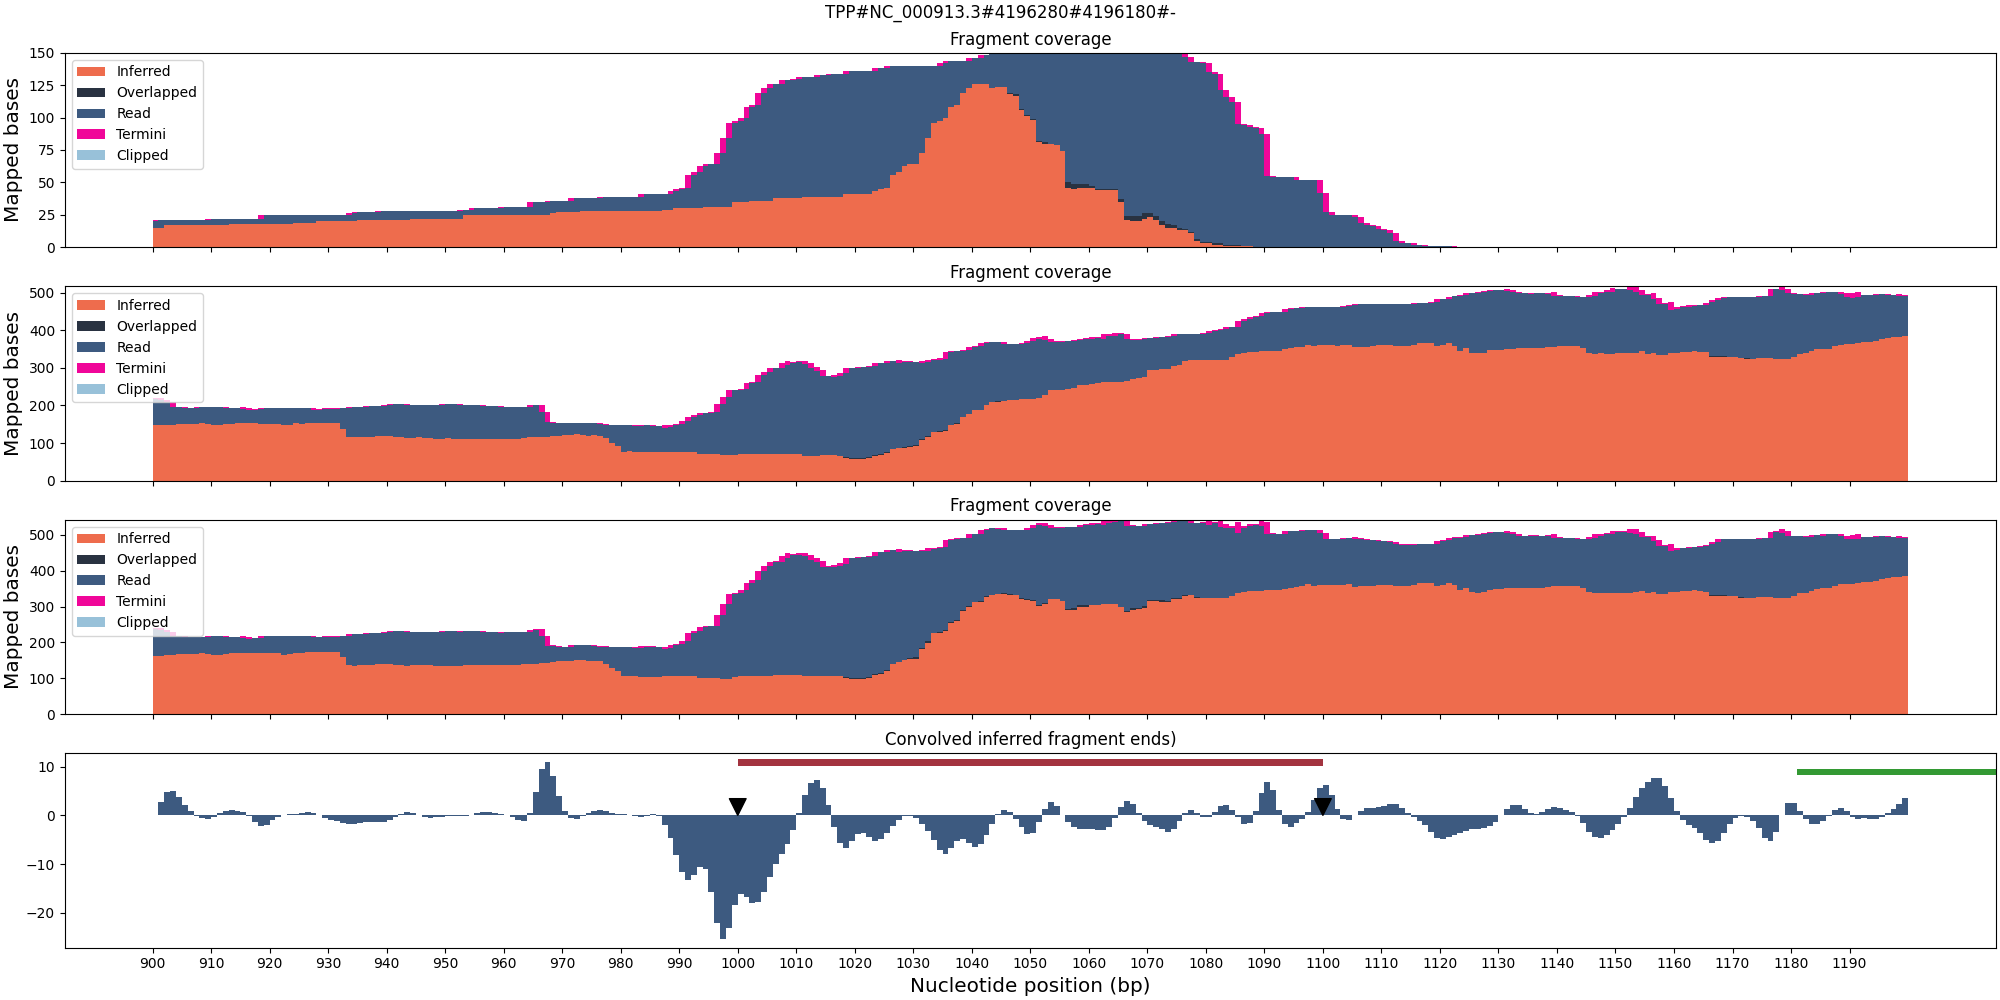 TPP#NC_000913.3#4196280#4196180#-
Fragment coverage
Mapped bases
150
125
100
75
50
25
0
Inferred
Overlapped
Read
Termini
Clipped
Fragment coverage
Mapped bases
500
400
300
200
100
0
Inferred
Overlapped
Read
Termini
Clipped
Fragment coverage
Mapped bases
500
400
300
200
100
0
Inferred
Overlapped
Read
Termini
Clipped
Convolved inferred fragment ends)
10
0
−10
−20
900 910 920 930 940 950 960 970 980 990 1000 1010 1020 1030 1040 1050 1060 1070 1080 1090 1100 1110 1120 1130 1140 1150 1160 1170 1180 1190
Nucleotide position (bp)